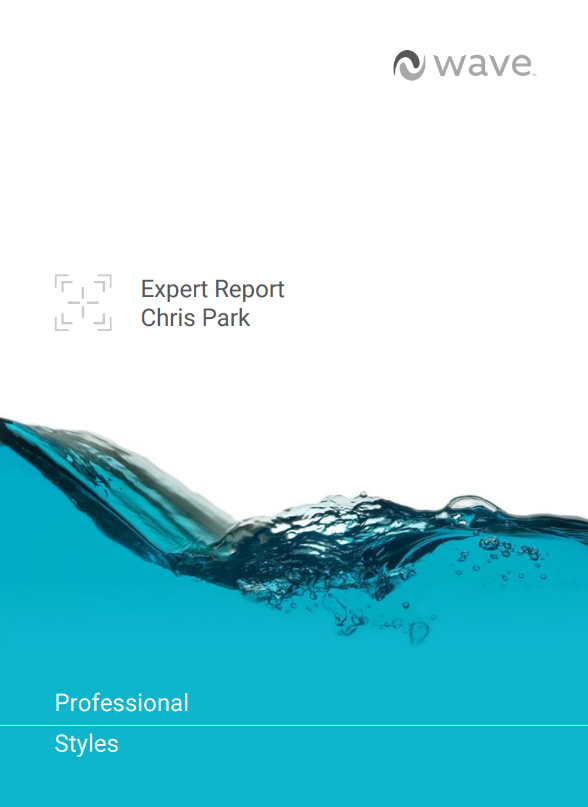 wave
Expert Report
Chris Park
Professional
Styles